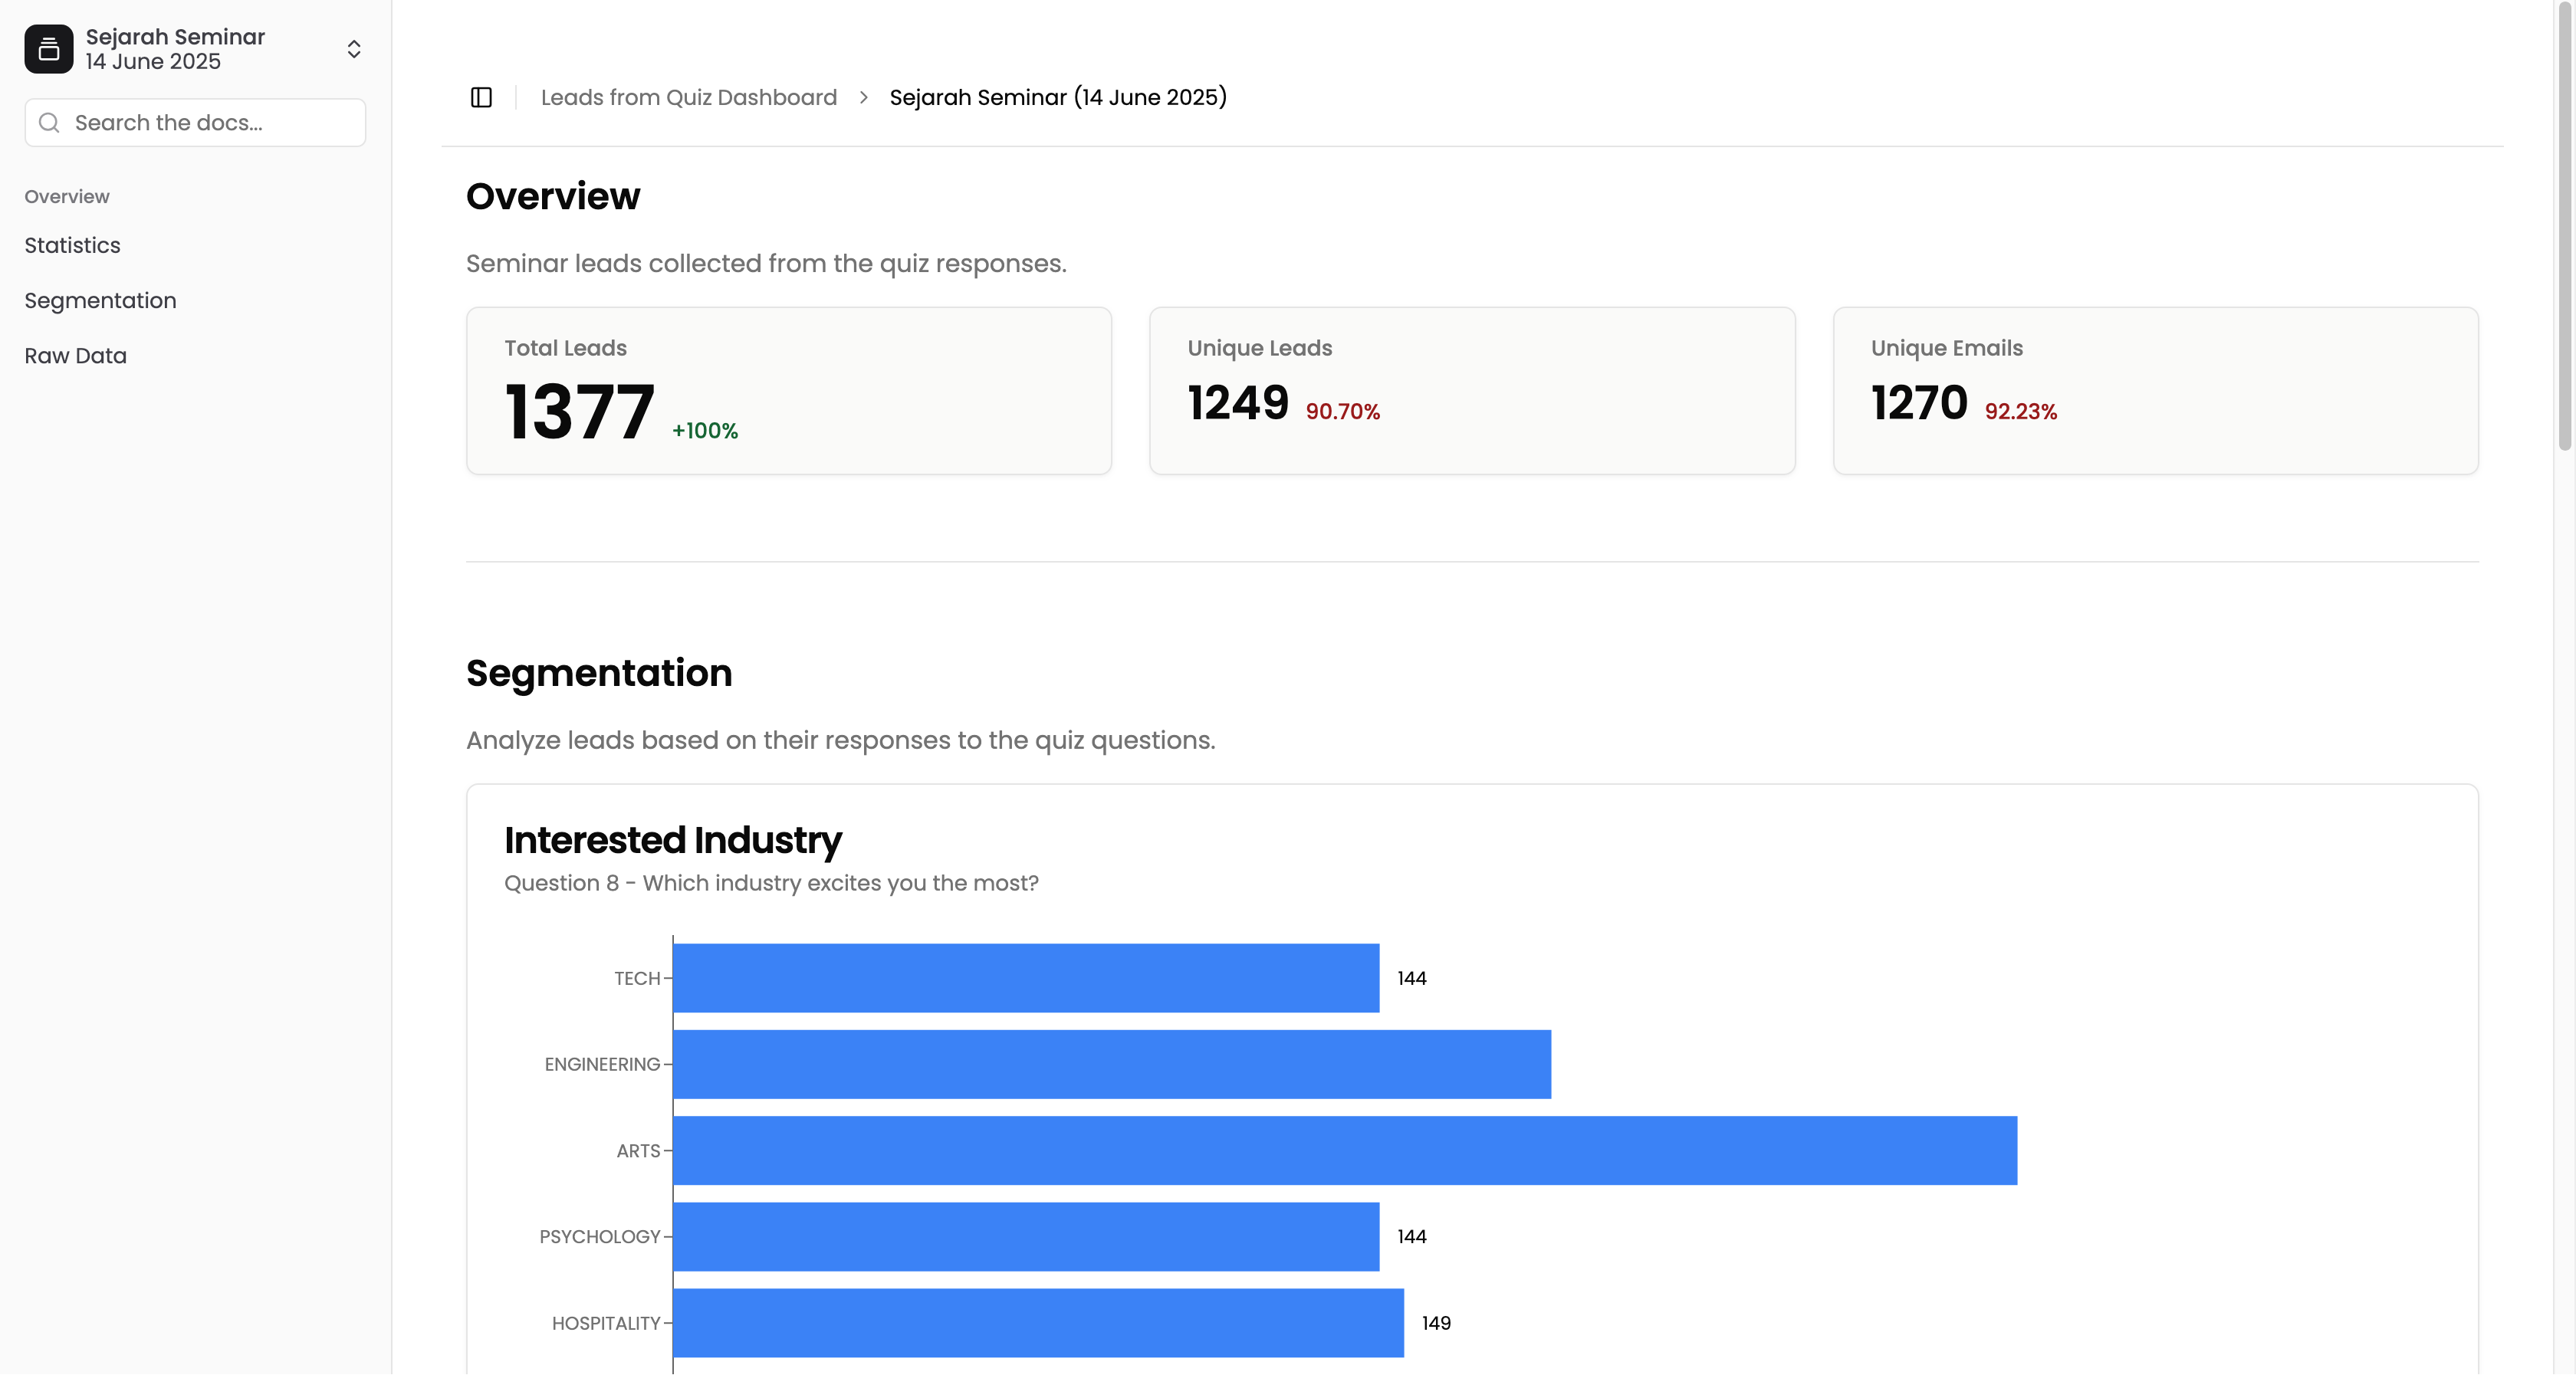 Sejarah Seminar
14 June 2025
Search the docs...
Overview
Statistics
Segmentation
Raw Data
Leads from Quiz Dashboard
Sejarah Seminar (14 June 2025)
Overview
Seminar leads collected from the quiz responses.
Total Leads
1377 +100%
Unique Leads
1249 90.70%
Unique Emails
1270 92.23%
Segmentation
Analyze leads based on their responses to the quiz questions.
Interested Industry
Question 8 - Which industry excites you the most?
TECH 144
ENGINEERING
ARTS
PSYCHOLOGY 144
HOSPITALITY 149